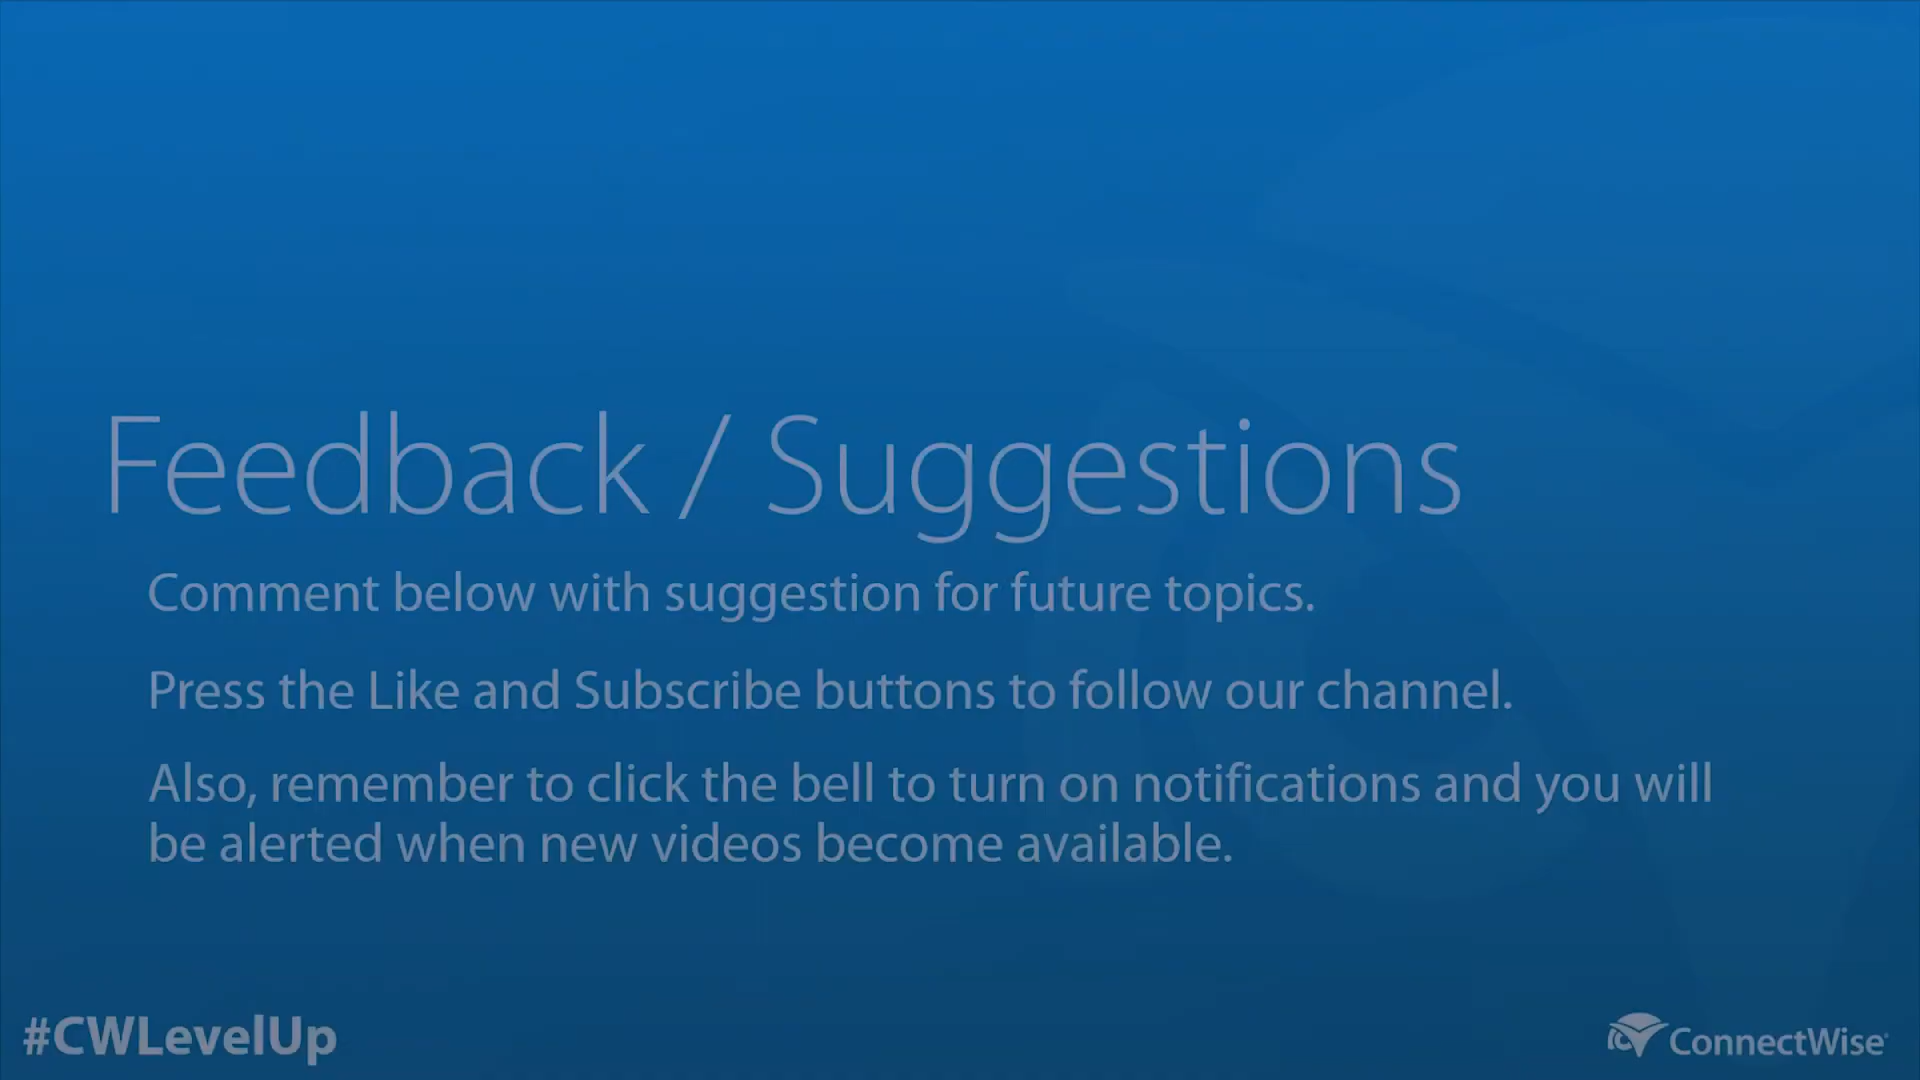 Feedback / Suggestions
Comment below with suggestion for future topics.
Press the Like and Subscribe buttons to follow our channel.
Also, remember to click the bell to turn on notifications and you will
be alerted when new videos become available.
#CWLevelUp
ConnectWise